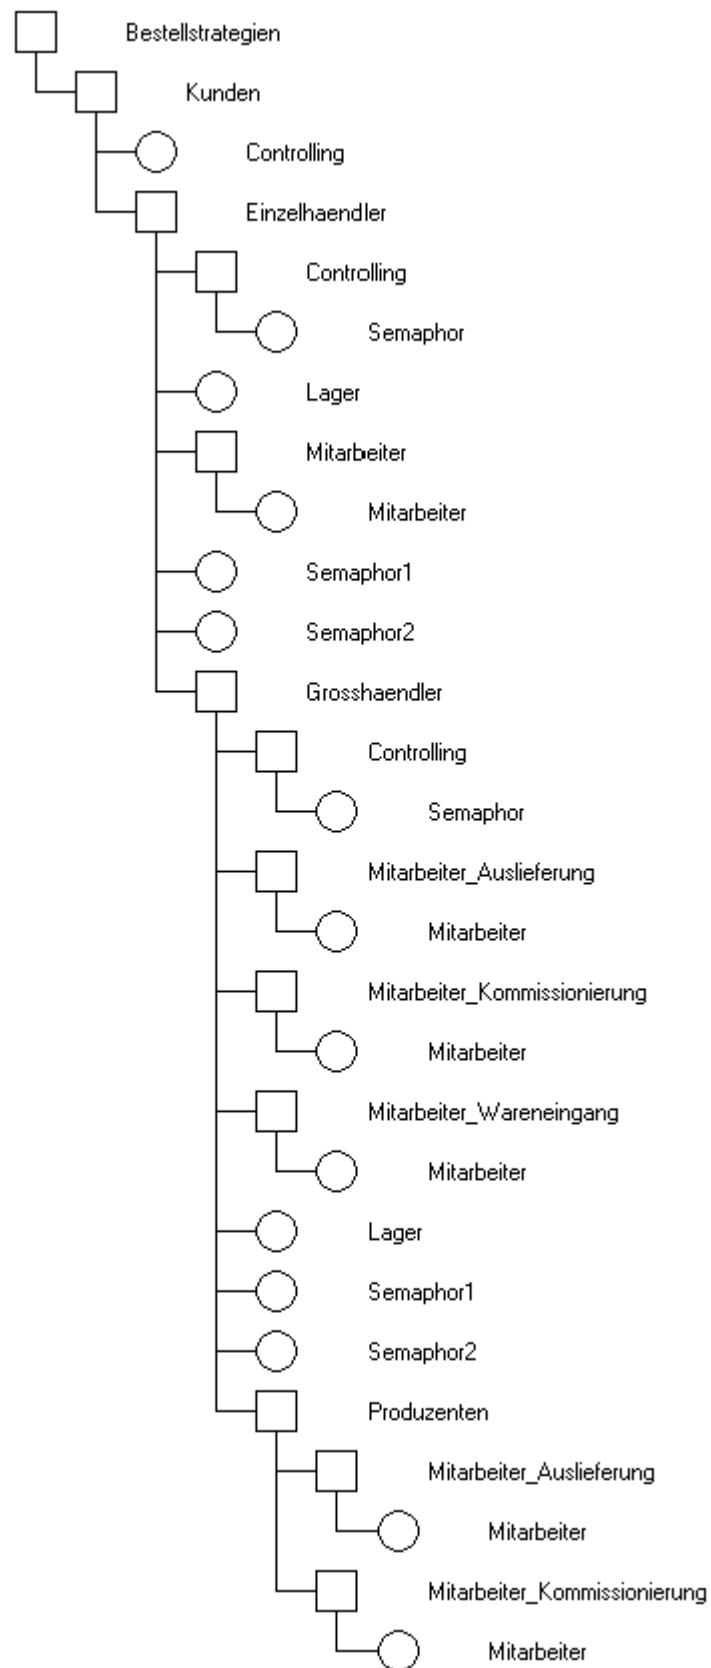 Bestellstrategien
Kunden
Controlling
Einzelhaendler
Controlling
Semaphor
Lager
Mitarbeiter
Mitarbeiter
Semaphor1
Semaphor2
Grosshaendler
Controlling
Semaphor
Mitarbeiter_Auslieferung
Mitarbeiter
Mitarbeiter_Kommissionierung
Mitarbeiter
Mitarbeiter_Wareneingang
Mitarbeiter
Lager
Semaphor1
Semaphor2
Produzenten
Mitarbeiter_Auslieferung
Mitarbeiter
Mitarbeiter_Kommissionierung
Mitarbeiter